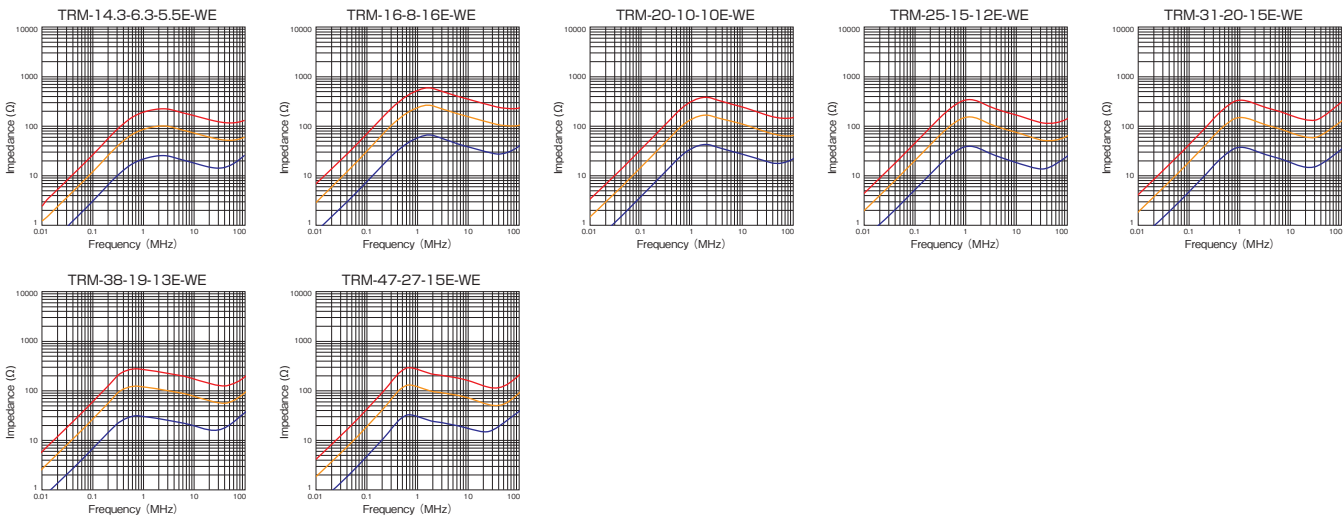 TRM-14.3-6.3-5.5E-WE
10000
1000
100
10
1
Impedance (Ω)
0.01 0.1 1 10 100
Frequency (MHz)
TRM-16-8-16E-WE
10000
1000
100
10
1
Impedance (Ω)
0.01 0.1 1 10 100
Frequency (MHz)
TRM-20-10-10E-WE
10000
1000
100
10
1
Impedance (Ω)
0.01 0.1 1 10 100
Frequency (MHz)
TRM-25-15-12E-WE
10000
1000
100
10
1
Impedance (Ω)
0.01 0.1 1 10 100
Frequency (MHz)
TRM-31-20-15E-WE
10000
1000
100
10
1
Impedance (Ω)
0.01 0.1 1 10 100
Frequency (MHz)
TRM-38-19-13E-WE
10000
1000
100
10
1
Impedance (Ω)
0.01 0.1 1 10 100
Frequency (MHz)
TRM-47-27-15E-WE
10000
1000
100
10
1
Impedance (Ω)
0.01 0.1 1 10 100
Frequency (MHz)